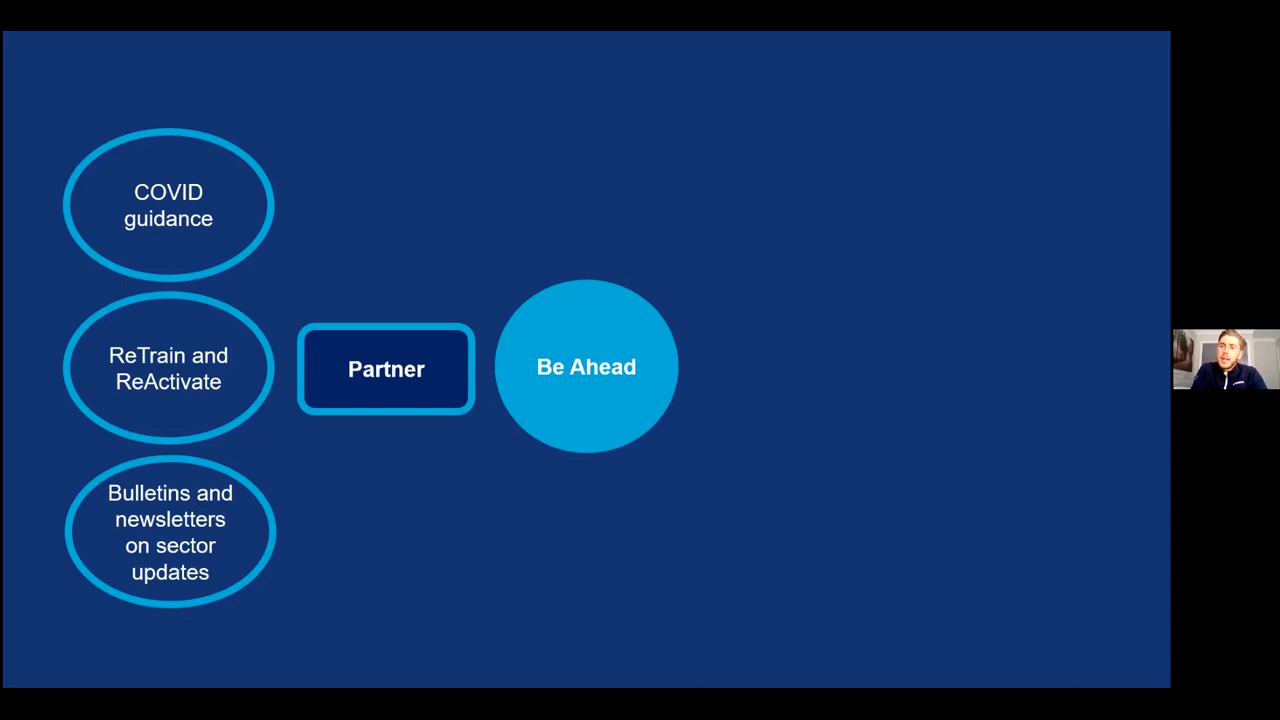 COVID
guidance
ReTrain and
ReActivate
Bulletins and
newsletters
on sector
updates
Partner
Be Ahead